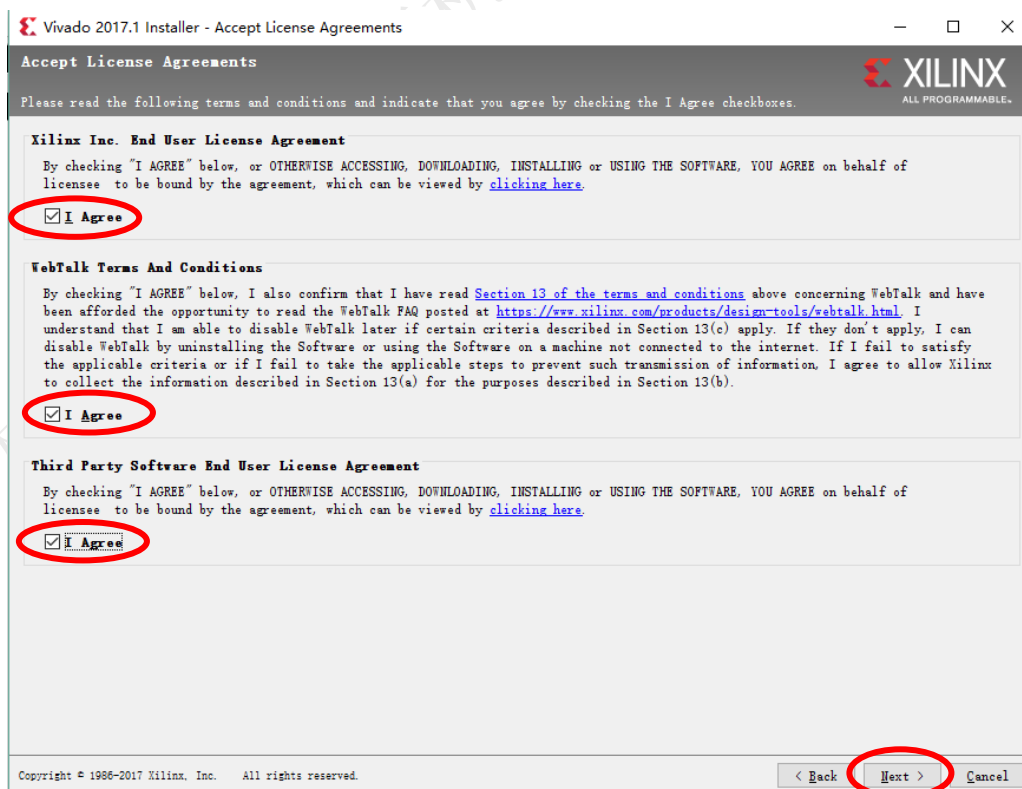 Vivado 2017.1 Installer - Accept License Agreements
Accept License Agreements
XILINX
ALL PROGRAMMABLE.
Please read the following terms and conditions and indicate that you agree by checking the I Agree checkboxes.
Xilinx Inc. End User License Agreement
By checking "I AGREE" below, or OTHERWISE ACCESSING, DOWNLOADING, INSTALLING or USING THE SOFTWARE, YOU AGREE on behalf of
licensee to be bound by the agreement, which can be viewed by clicking here.
I Agree
WebTalk Terms And Conditions
By checking "I AGREE" below, I also confirm that I have read Section 13 of the terms and conditions above concerning WebTalk and have
been afforded the opportunity to read the WebTalk FAQ posted at https://www.xilinx.com/products/design-tools/webtalk.html. I
understand that I am able to disable WebTalk later if certain criteria described in Section 13(c) apply. If they don't apply, I can
disable WebTalk by uninstalling the Software or using the Software on a machine not connected to the internet. If I fail to satisfy
the applicable criteria or if I fail to take the applicable steps to prevent such transmission of information, I agree to allow Xilinx
to collect the information described in Section 13(a) for the purposes described in Section 13(b).
I Agree
Third Party Software End User License Agreement
By checking "I AGREE" below, or OTHERWISE ACCESSING, DOWNLOADING, INSTALLING or USING THE SOFTWARE, YOU AGREE on behalf of
licensee to be bound by the agreement, which can be viewed by clicking here.
I Agree
Copyright © 1986-2017 Xilinx, Inc. All rights reserved.
< Back Next > Cancel